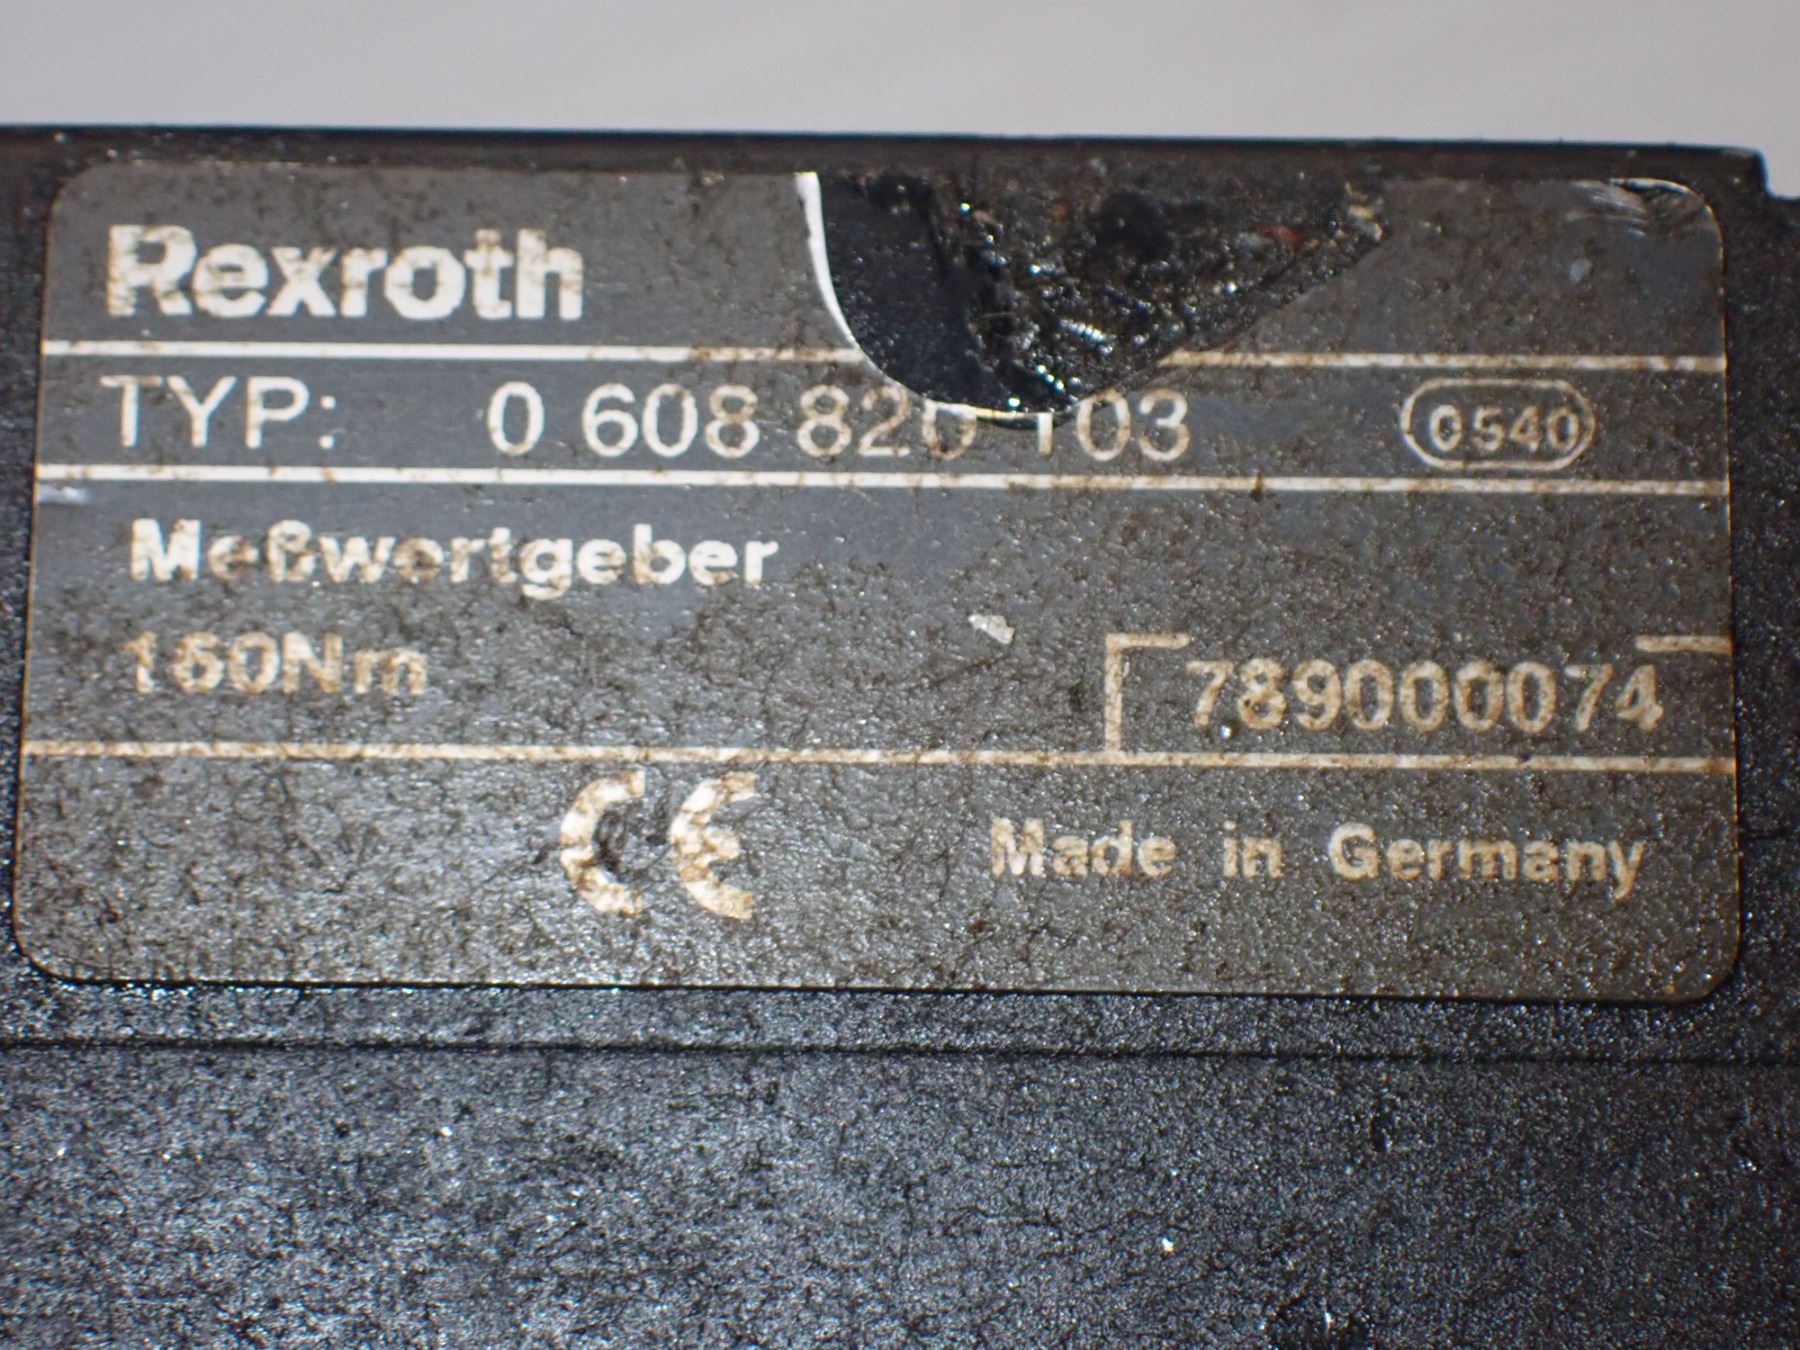 Rexroth
TYP: 0 608 820 103 0540
Meßwertgeber
160Nm
789000074
CE Made in Germany